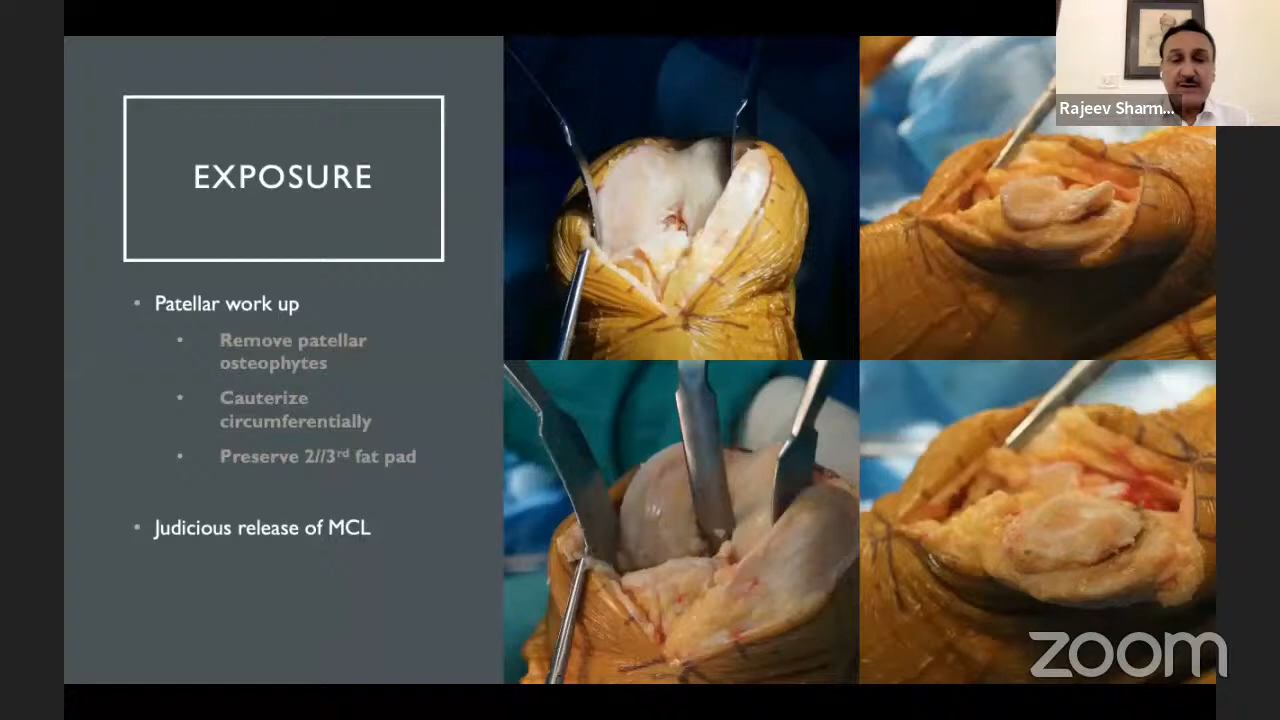 EXPOSURE
• Patellar work up
• Remove patellar
osteophytes
• Cauterize
circumferentially
• Preserve 2//3rd fat pad
• Judicious release of MCL
Rajeev Sharm...
zoom